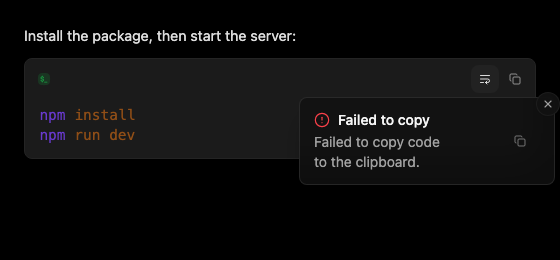 Install the package, then start the server:
$_
npm install
npm run dev
Failed to copy
Failed to copy code
to the clipboard.